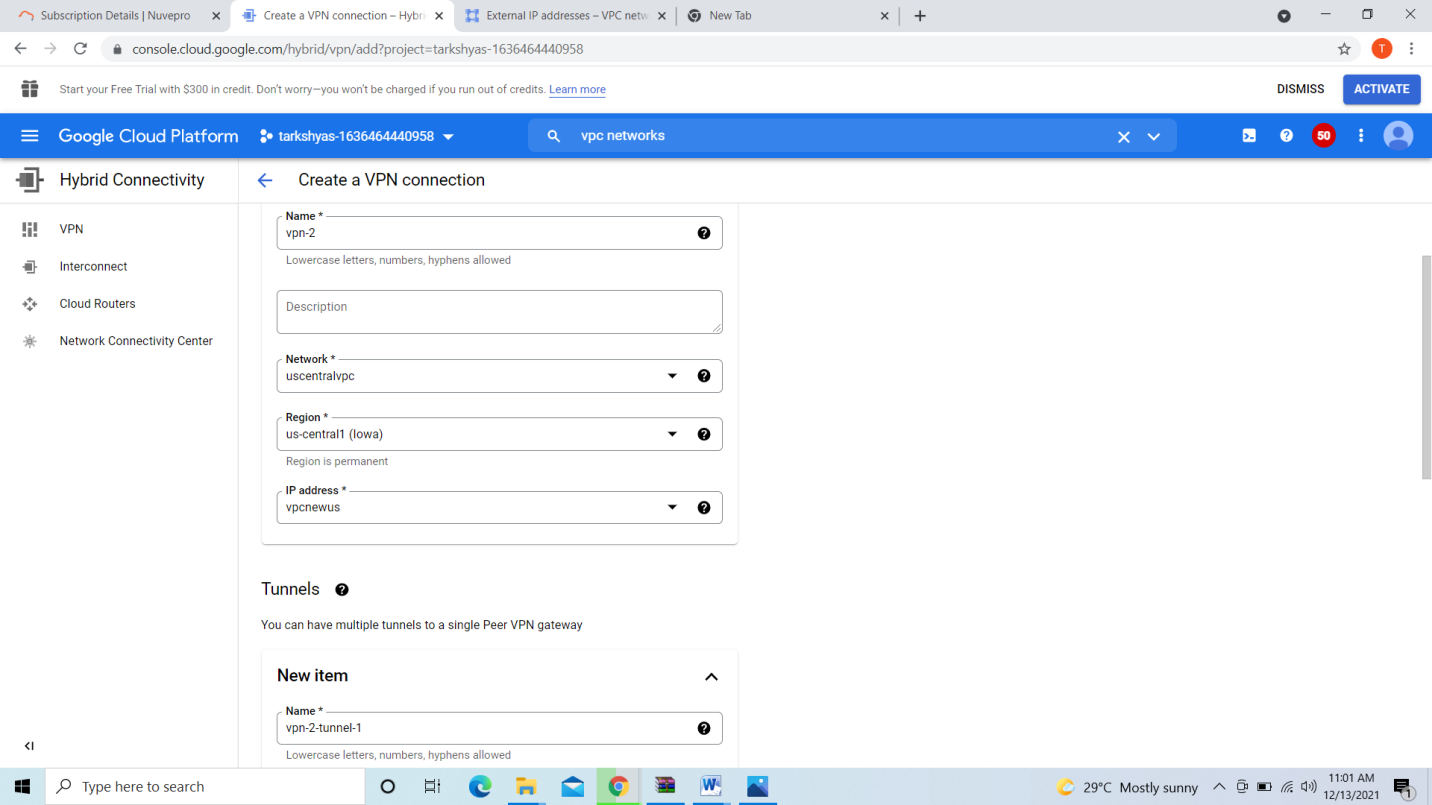 Subscription Details | Nuvepro
Create a VPN connection – Hybri
External IP addresses – VPC netw
New Tab
console.cloud.google.com/hybrid/vpn/add?project=tarkshyas-1636464440958
T
Start your Free Trial with $300 in credit. Don't worry—you won't be charged if you run out of credits. Learn more
DISMISS
ACTIVATE
Google Cloud Platform
tarkshyas-1636464440958
vpc networks
50
Hybrid Connectivity
Create a VPN connection
VPN
Interconnect
Cloud Routers
Network Connectivity Center
Name *
vpn-2
Lowercase letters, numbers, hyphens allowed
Description
Network *
uscentralvpc
Region *
us-central1 (Iowa)
Region is permanent
IP address *
vpcnewus
Tunnels
You can have multiple tunnels to a single Peer VPN gateway
New item
Name *
vpn-2-tunnel-1
Lowercase letters, numbers, hyphens allowed
Type here to search
29°C Mostly sunny
11:01 AM
12/13/2021
1